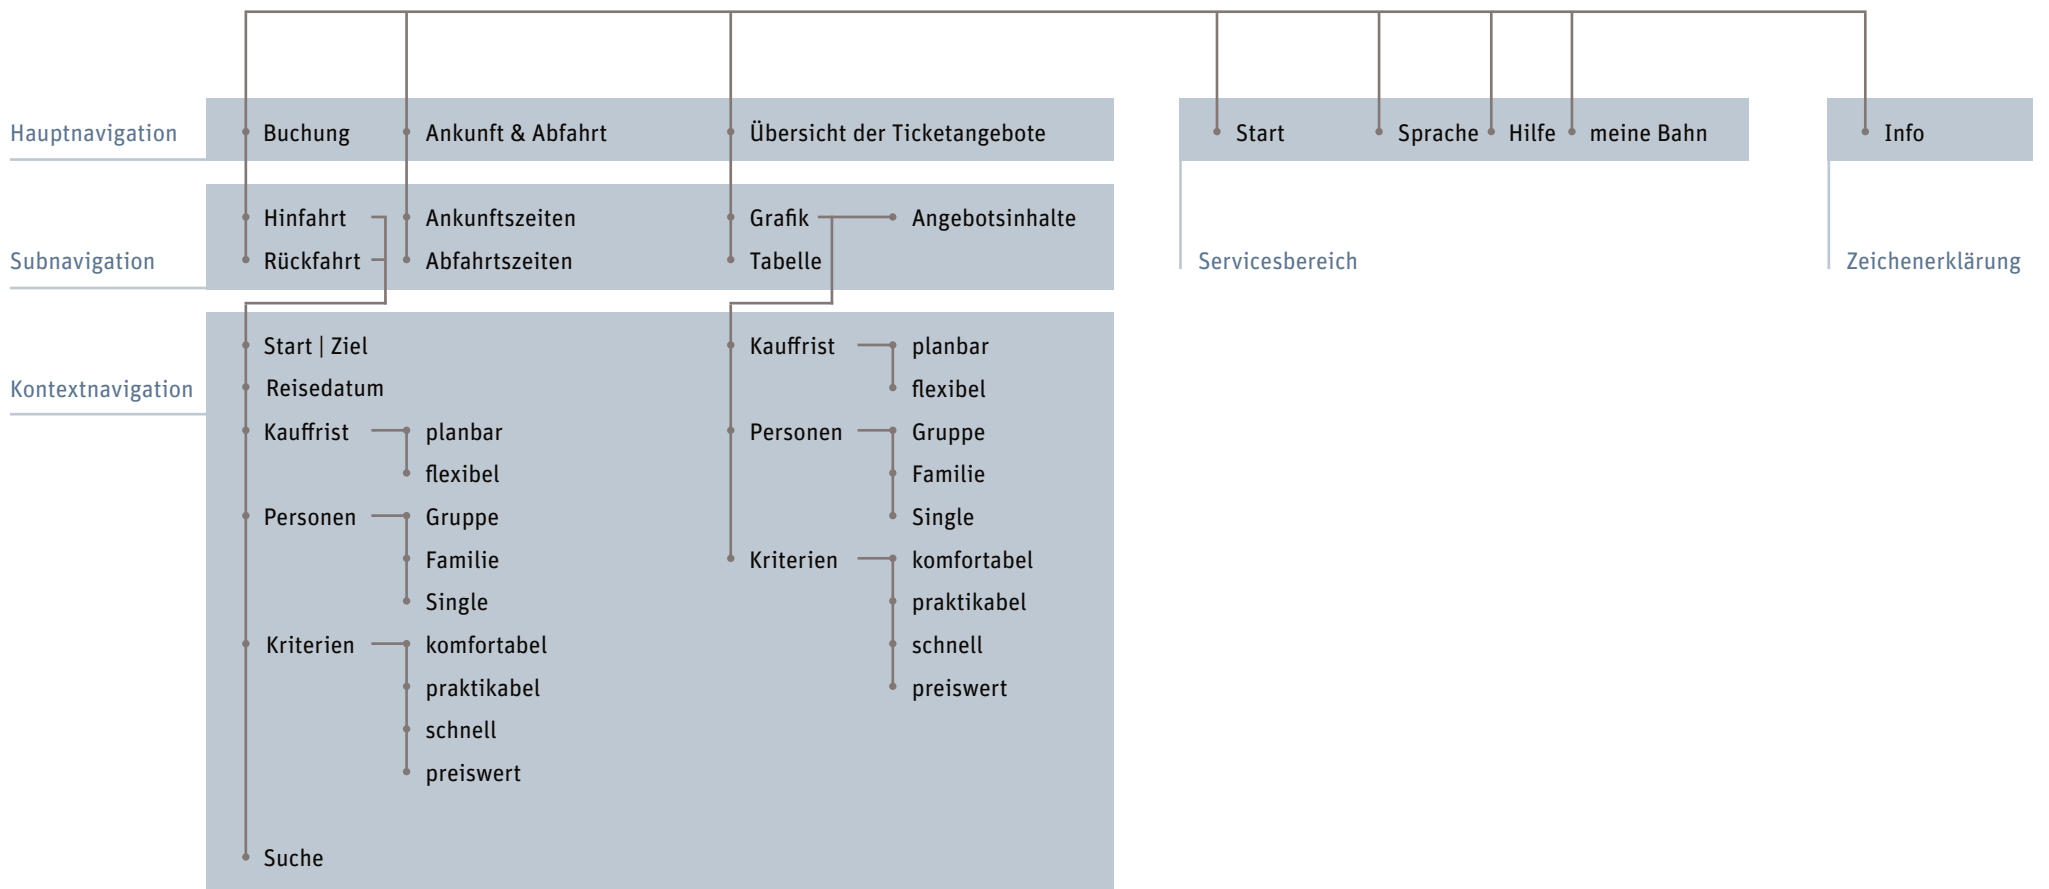 Hauptnavigation
Buchung
Ankunft & Abfahrt
Übersicht der Ticketangebote
Start
Sprache
Hilfe
meine Bahn
Info
Hinfahrt
Ankunftszeiten
Grafik
Angebotsinhalte
Subnavigation
Rückfahrt
Abfahrtszeiten
Tabelle
Servicesbereich
Zeichenerklärung
Kontextnavigation
Start | Ziel
Reisedatum
Kauffrist
planbar
flexibel
Personen
Gruppe
Familie
Single
Kriterien
komfortabel
praktikabel
schnell
preiswert
Suche
Kauffrist
planbar
flexibel
Personen
Gruppe
Familie
Single
Kriterien
komfortabel
praktikabel
schnell
preiswert